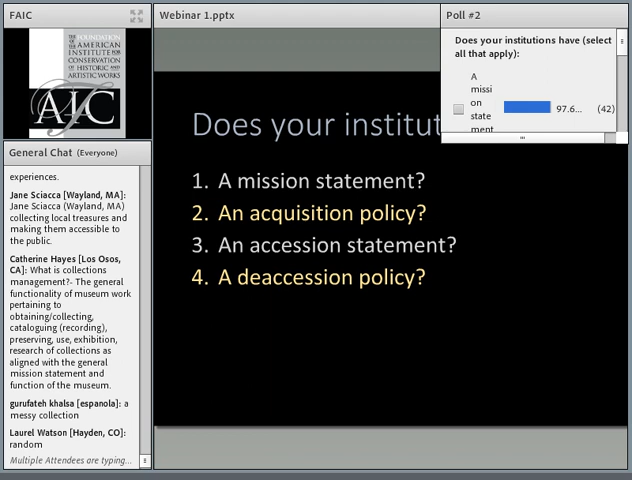 FAIC
THE FOUNDATION
OF THE
AMERICAN
INSTITUTE FOR
CONSERVATION
OF HISTORIC AND
ARTISTIC WORKS
AIC
General Chat (Everyone)
experiences.
Jane Sciacca [Wayland, MA]:
Jane Sciacca (Wayland, MA)
collecting local treasures and
making them accessible to
the public.
Catherine Hayes [Los Osos,
CA]: What is collections
management?- The general
functionality of museum work
pertaining to
obtaining/collecting,
cataloguing (recording),
preserving, use, exhibition,
research of collections as
aligned with the general
mission statement and
function of the museum.
gurufateh khalsa [espanola]: a
messy collection
Laurel Watson [Hayden, CO]:
random
Multiple Attendees are typing...
Webinar 1.pptx
Does your institut
1. A mission statement?
2. An acquisition policy?
3. An accession statement?
4. A deaccession policy?
Poll #2
Does your institutions have (select
all that apply):
A
missi
on
state
ment
97.6... (42)